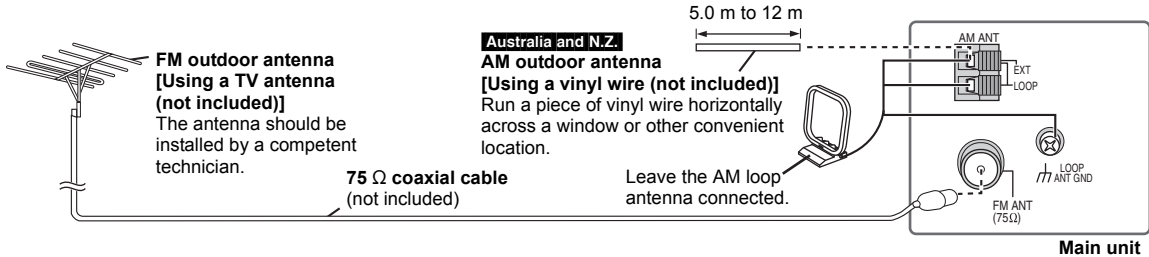 FM outdoor antenna
[Using a TV antenna
(not included)]
The antenna should be
installed by a competent
technician.
75 Ω coaxial cable
(not included)
Australia and N.Z.
AM outdoor antenna
[Using a vinyl wire (not included)]
Run a piece of vinyl wire horizontally
across a window or other convenient
location.
5.0 m to 12 m
Leave the AM loop
antenna connected.
AM ANT
EXT
LOOP
LOOP
ANT GND
FM ANT
(75Ω)
Main unit